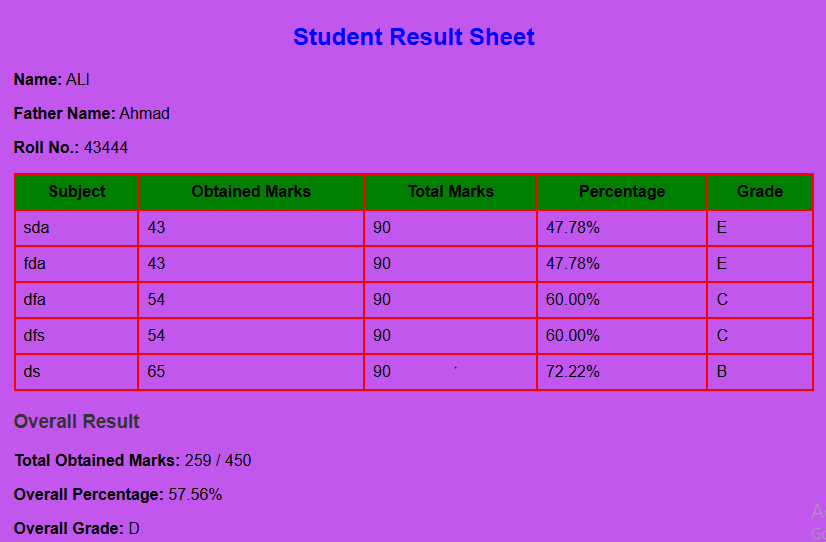 Student Result Sheet
Name: ALI
Father Name: Ahmad
Roll No.: 43444
Subject Obtained Marks Total Marks Percentage Grade
sda 43 90 47.78% E
fda 43 90 47.78% E
dfa 54 90 60.00% C
dfs 54 90 60.00% C
ds 65 90 72.22% B
Overall Result
Total Obtained Marks: 259 / 450
Overall Percentage: 57.56%
Overall Grade: D